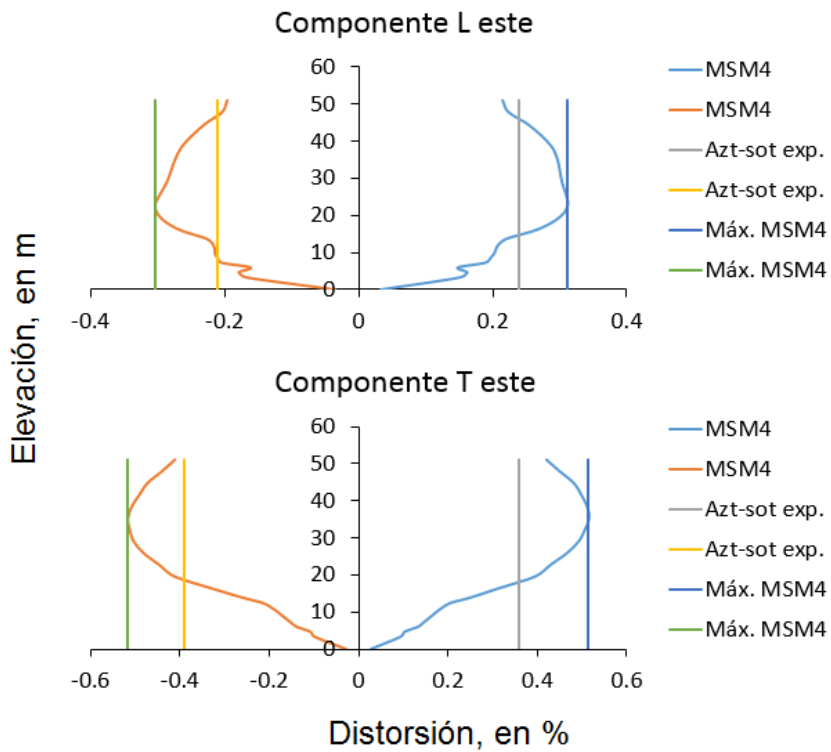 Componente L este
60
50
40
30
20
10
0
-0.4 -0.2 0 0.2 0.4
MSM4
MSM4
Azt-sot exp.
Azt-sot exp.
Máx. MSM4
Máx. MSM4
Elevación, en m
Componente T este
60
50
40
30
20
10
0
-0.6 -0.4 -0.2 0 0.2 0.4 0.6
MSM4
MSM4
Azt-sot exp.
Azt-sot exp.
Máx. MSM4
Máx. MSM4
Distorsión, en %